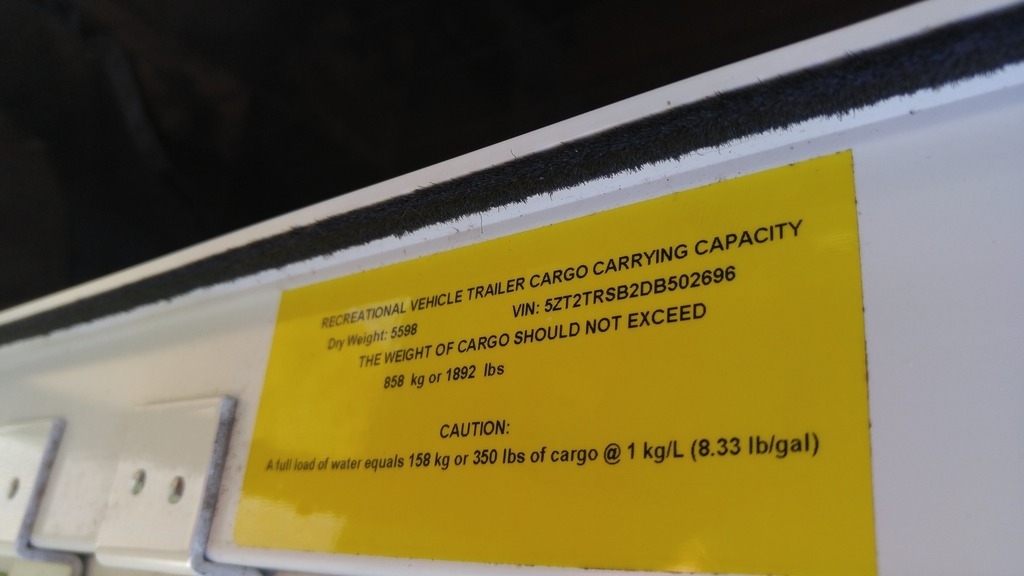 RECREATIONAL VEHICLE TRAILER CARGO CARRYING CAPACITY
Dry Weight: 5598 VIN: 5ZT2TRSB2DB502696
THE WEIGHT OF CARGO SHOULD NOT EXCEED
858 kg or 1892 lbs
CAUTION:
A full load of water equals 158 kg or 350 lbs of cargo @ 1 kg/L (8.33 lb/gal)